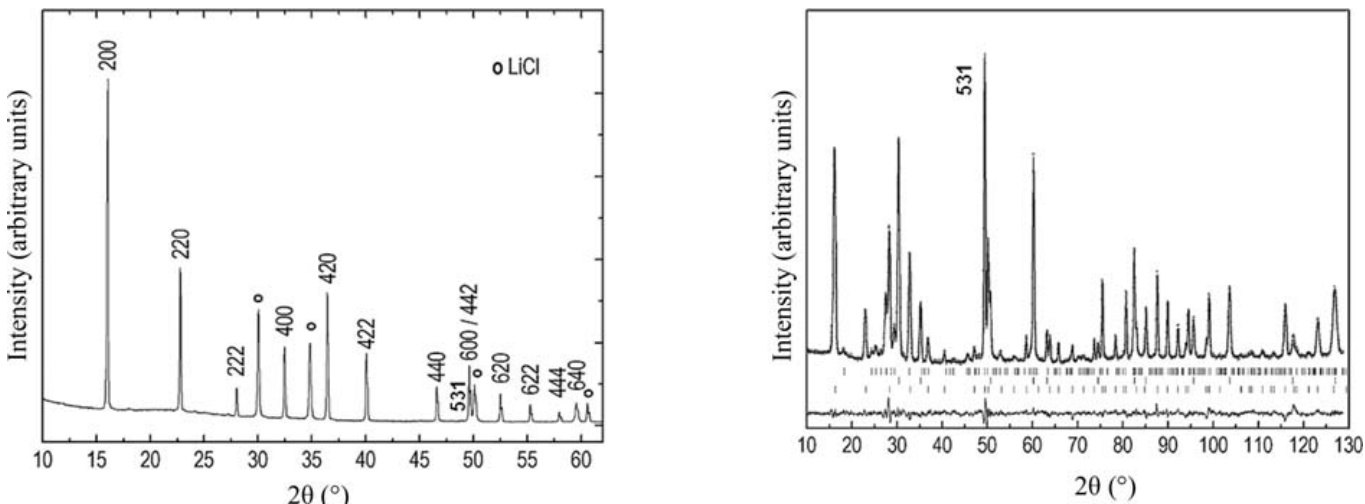 200
o LiCl
220
420
400
422
222
440
531
600 / 442
620
622
444
640
Intensity (arbitrary units)
10 15 20 25 30 35 40 45 50 55 60
2θ (°)
531
Intensity (arbitrary units)
10 20 30 40 50 60 70 80 90 100 110 120 130
2θ (°)